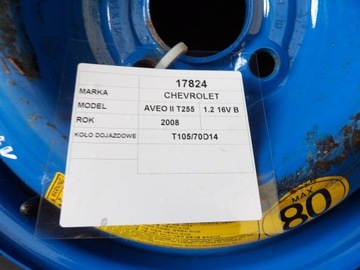 17824
MARKA CHEVROLET
MODEL AVEO II T255 1.2 16V B
ROK 2008
KOŁO DOJAZDOWE T105/70D14
MAX
80